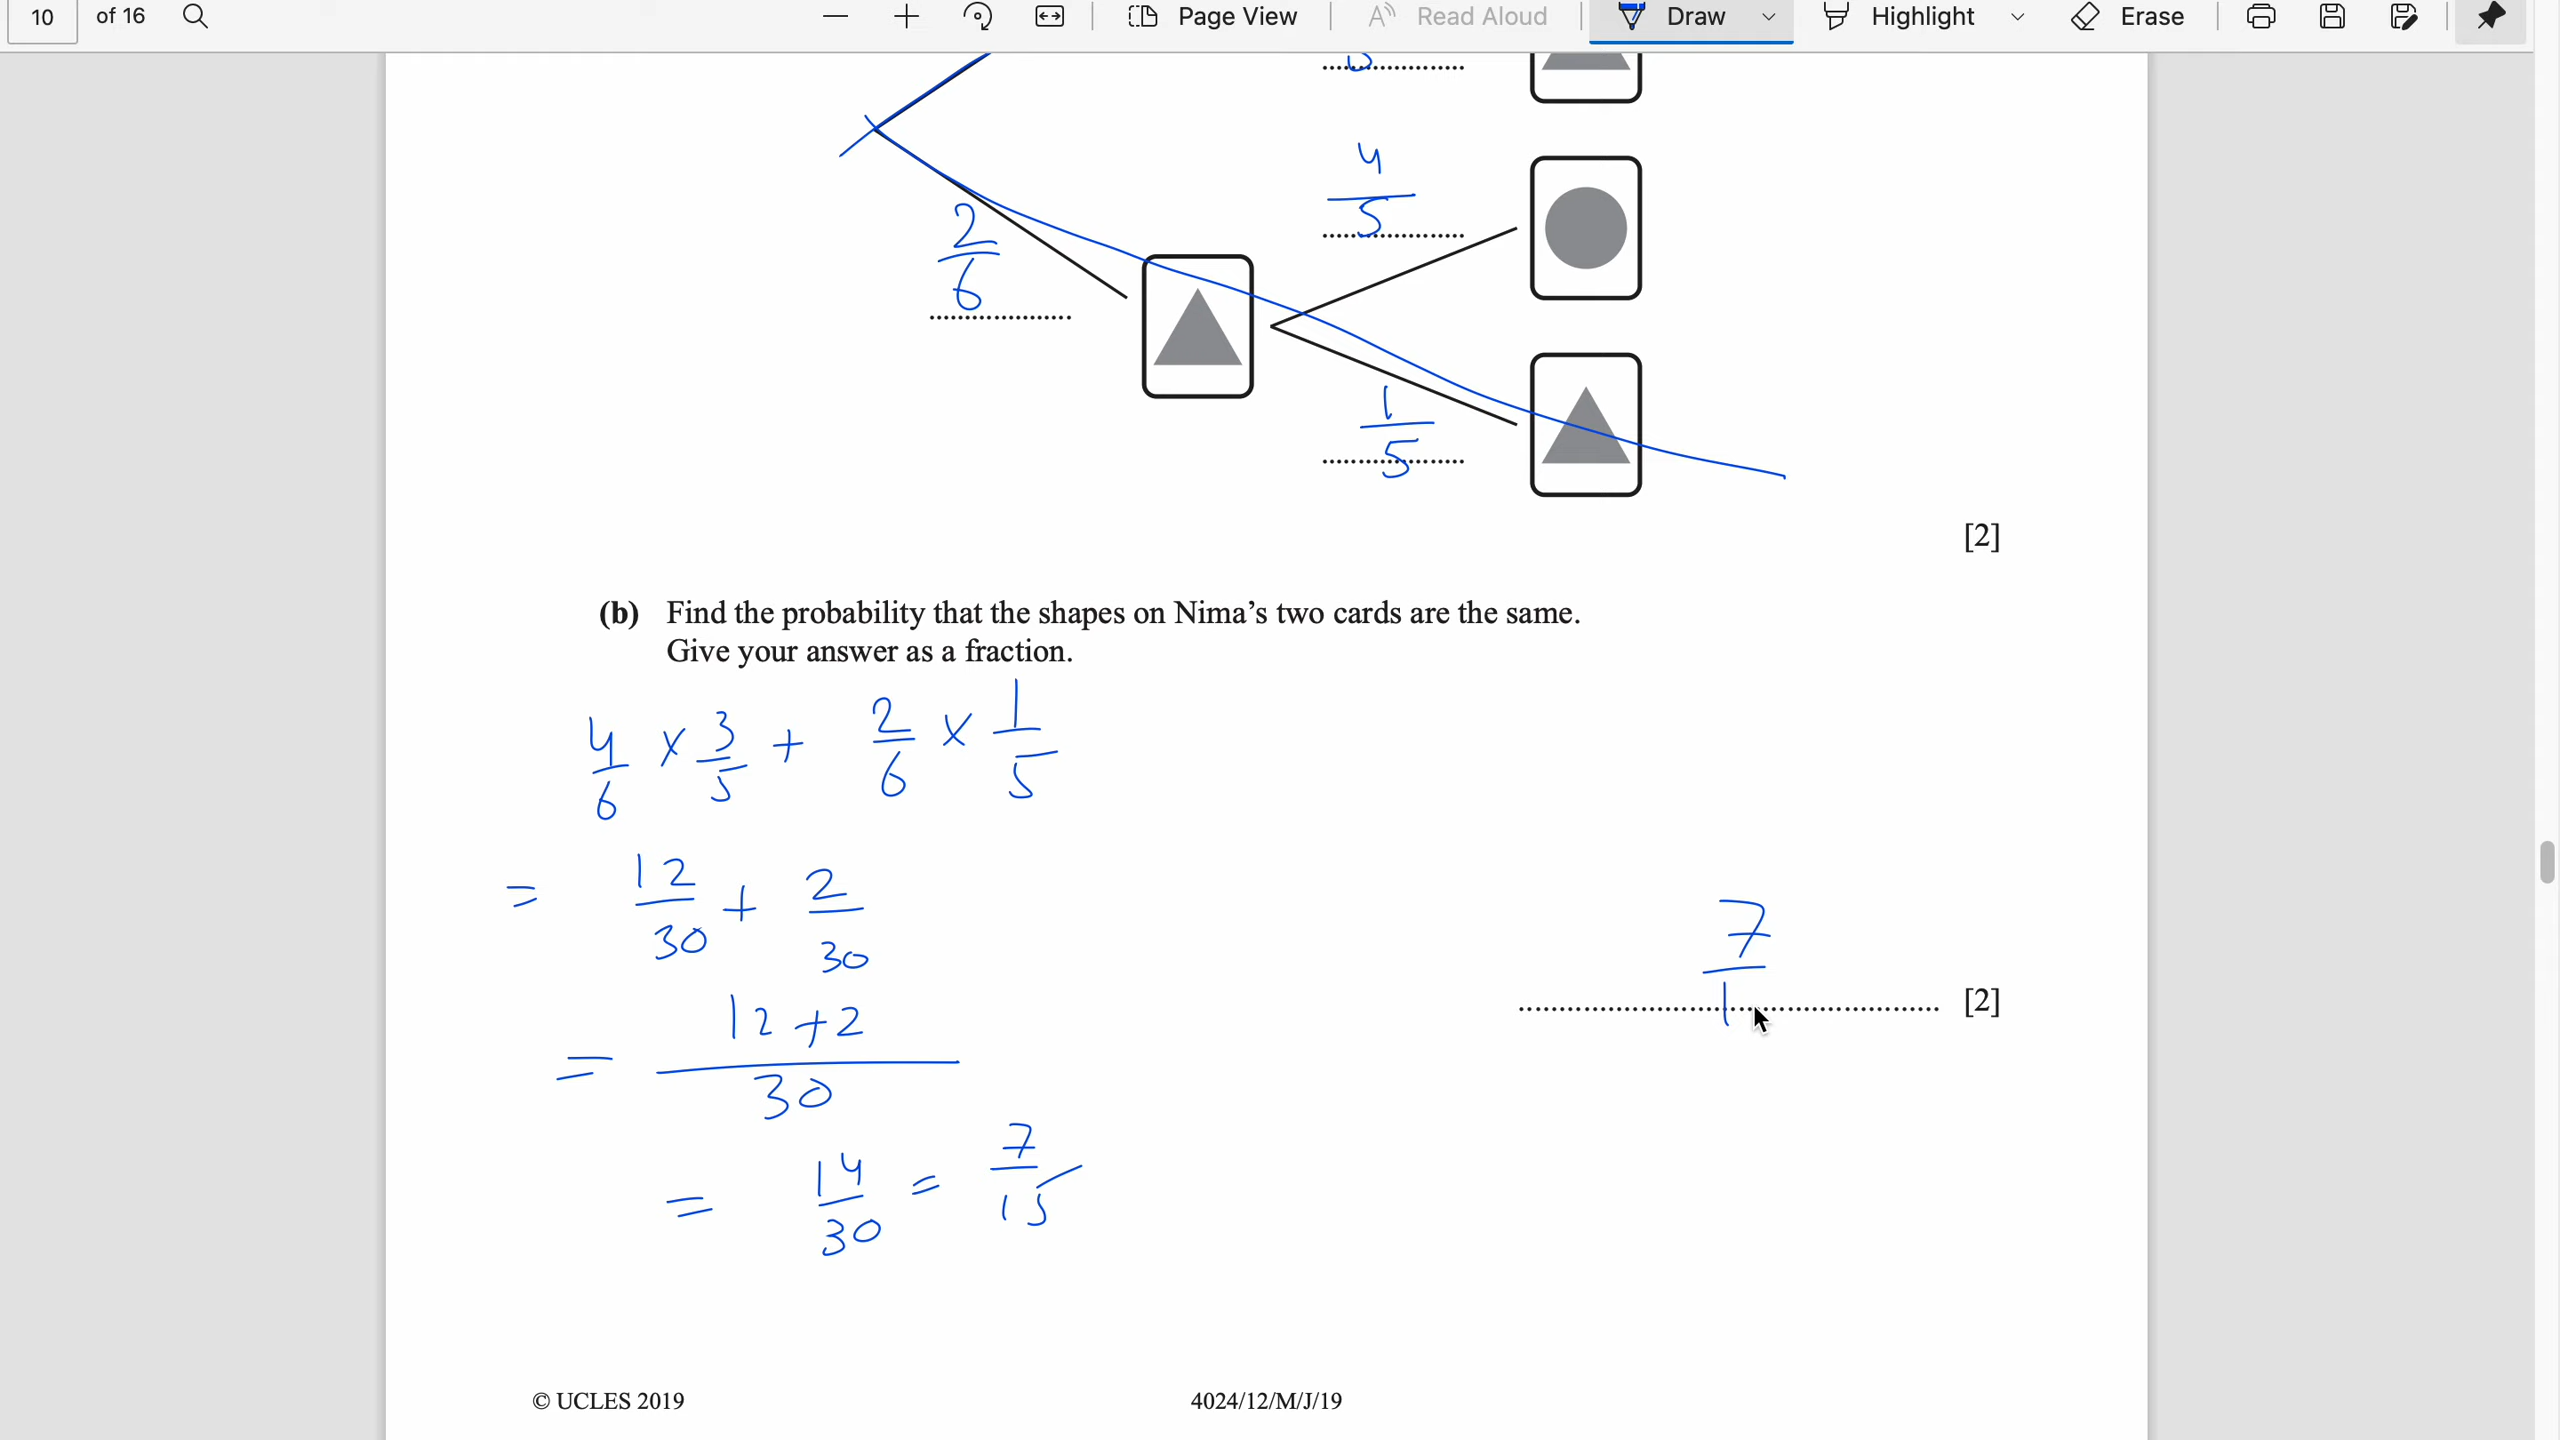 10 of 16 Page View Read Aloud Draw Highlight Erase
4
5
2
6
1
5
[2]
(b) Find the probability that the shapes on Nima's two cards are the same.
Give your answer as a fraction.
4/6 × 3/5 + 2/6 × 1/5
= 12/30 + 2/30
= 12+2/30
= 14/30 = 7/15
7
1
[2]
© UCLES 2019
4024/12/M/J/19